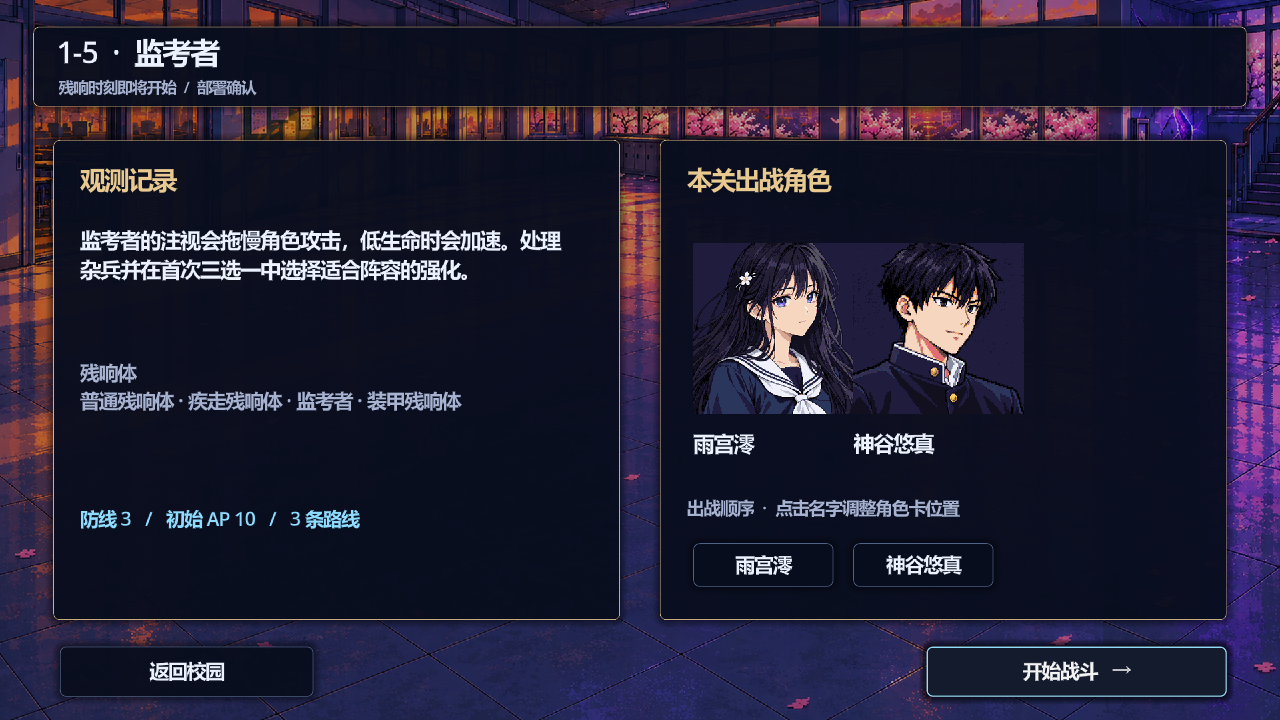 1-5 · 监考者
残响时刻即将开始 / 部署确认
观测记录
监考者的注视会拖慢角色攻击，低生命时会加速。处理
杂兵并在首次三选一中选择适合阵容的强化。
残响体
普通残响体 · 疾走残响体 · 监考者 · 装甲残响体
防线 3 / 初始 AP 10 / 3 条路线
本关出战角色
雨宫澪 神谷悠真
出战顺序 · 点击名字调整角色卡位置
雨宫澪 神谷悠真
返回校园
开始战斗 →